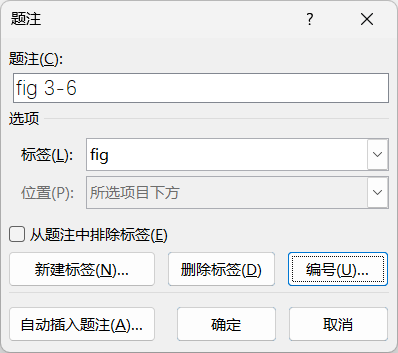 题注
?
题注(C):
fig 3-6
选项
标签(L):
fig
位置(P):
所选项目下方
从题注中排除标签(E)
新建标签(N)...
删除标签(D)
编号(U)...
自动插入题注(A)...
确定
取消